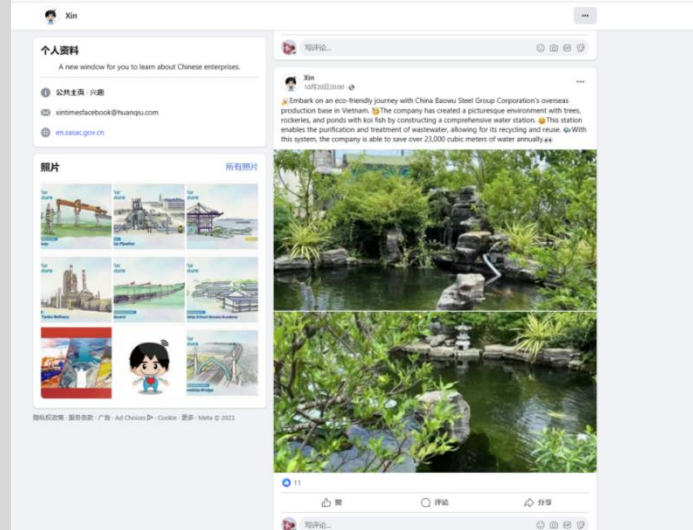 Xin
个人资料
A new window for you to learn about Chinese enterprises.
公共主页 · 兴趣
xintimesfacebook@huanqiu.com
en.sasac.gov.cn
照片
所有照片
隐私权政策 · 服务条款 · 广告 · Ad Choices · Cookie · 更多 · Meta © 2023
写评论...
Xin
10月20日20:00
Embark on an eco-friendly journey with China Baowu Steel Group Corporation's overseas
production base in Vietnam. The company has created a picturesque environment with trees,
rockeries, and ponds with koi fish by constructing a comprehensive water station. This station
enables the purification and treatment of wastewater, allowing for its recycling and reuse. With
this system, the company is able to save over 23,000 cubic meters of water annually.
11
赞
评论
分享
写评论...